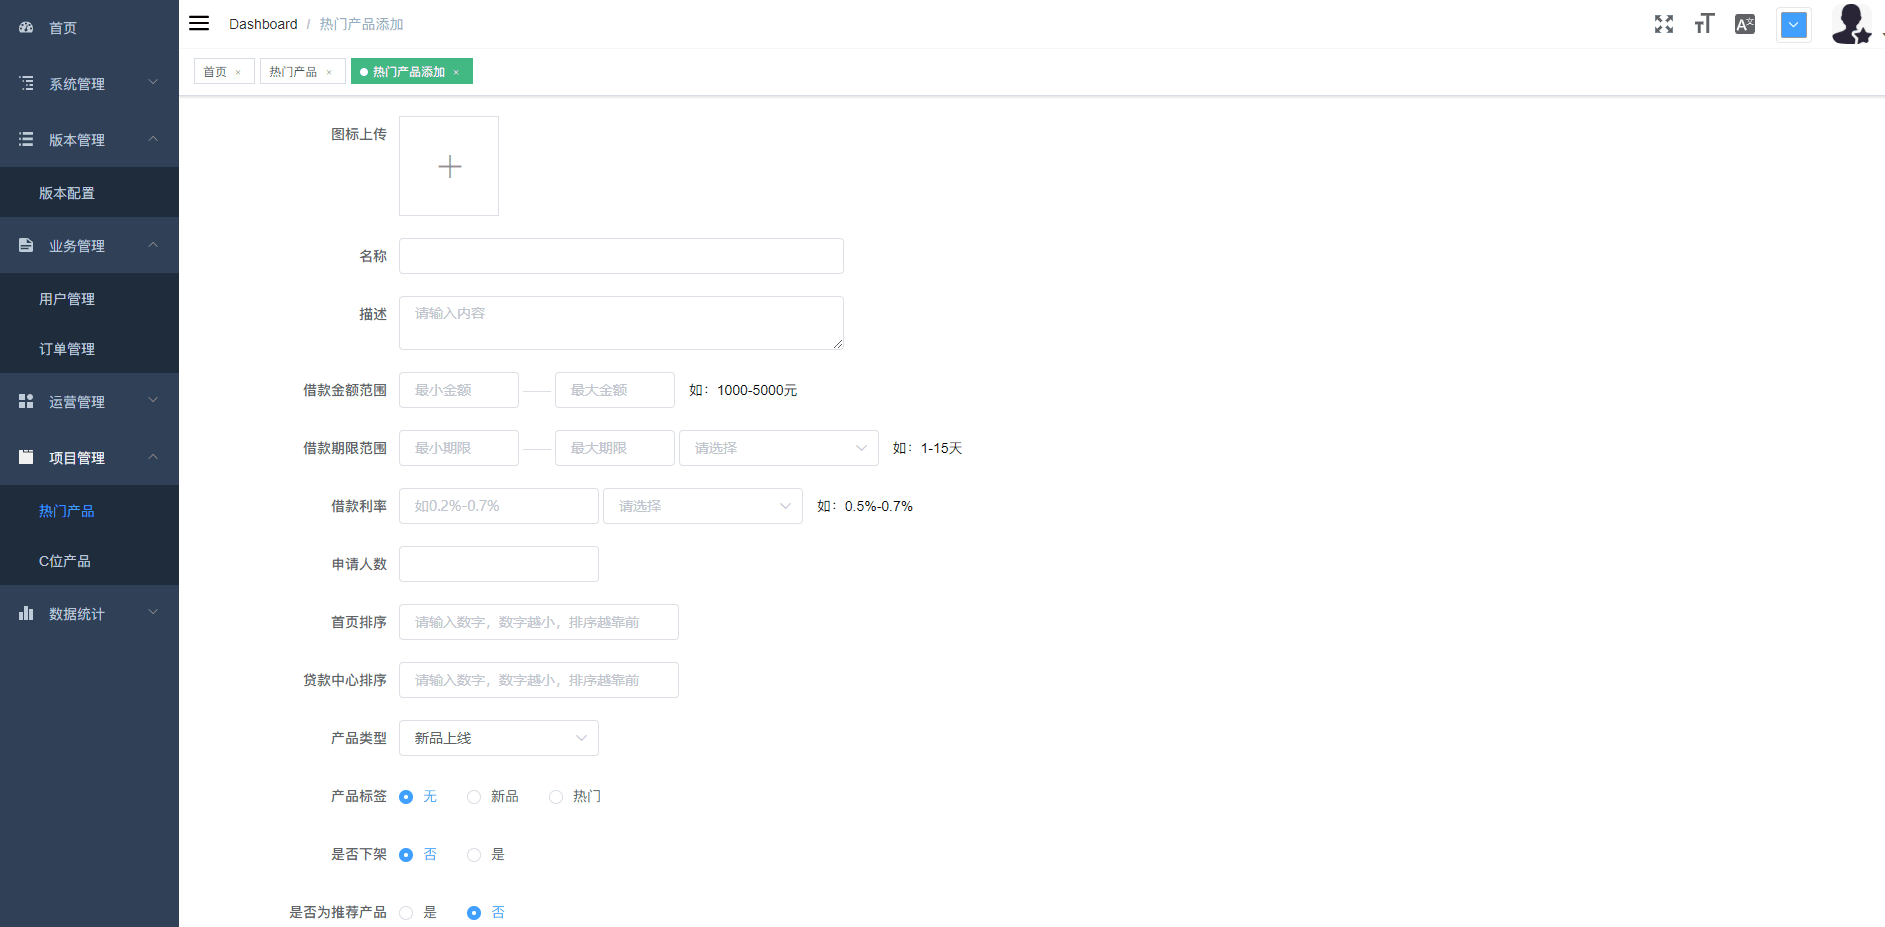 首页
系统管理
版本管理
版本配置
业务管理
用户管理
订单管理
运营管理
项目管理
热门产品
C位产品
数据统计
Dashboard / 热门产品添加
首页 × 热门产品 × 热门产品添加 ×
图标上传
名称
描述 请输入内容
借款金额范围 最小金额 最大金额 如：1000-5000元
借款期限范围 最小期限 最大期限 请选择 如：1-15天
借款利率 如0.2%-0.7% 请选择 如：0.5%-0.7%
申请人数
首页排序 请输入数字，数字越小，排序越靠前
贷款中心排序 请输入数字，数字越小，排序越靠前
产品类型 新品上线
产品标签 无 新品 热门
是否下架 否 是
是否为推荐产品 是 否